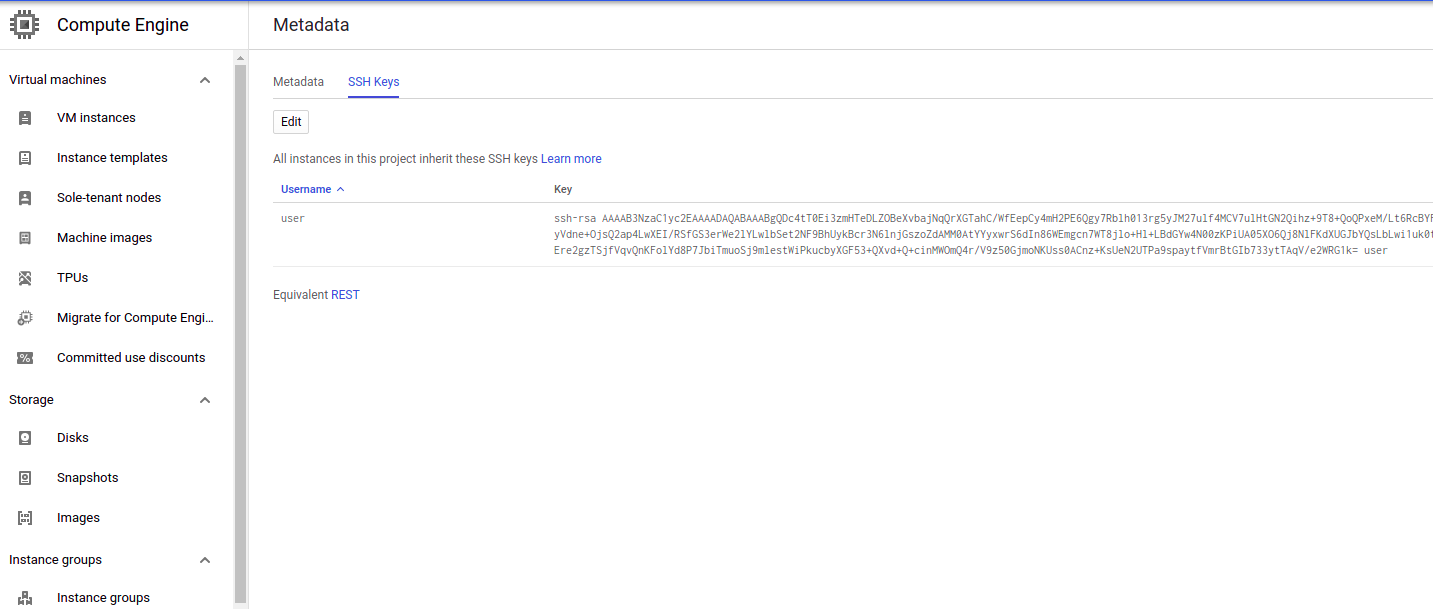 Compute Engine
Metadata
Virtual machines
VM instances
Instance templates
Sole-tenant nodes
Machine images
TPUs
Migrate for Compute Engi...
Committed use discounts
Storage
Disks
Snapshots
Images
Instance groups
Instance groups
Metadata SSH Keys
Edit
All instances in this project inherit these SSH keys Learn more
Username Key
user ssh-rsa AAAAB3NzaC1yc2EAAAADAQABAAABgQDc4tT0Ei3zmHTeDLZOBeXvbajNqQrXGTahC/WfEepCy4mH2PE6Qgy7Rblh013rg5yJM27ulf4MCV7ulHtGN2Qihz+9T8+QoQPxeM/Lt6RcBYF
yVdne+OjsQ2ap4LwXEI/RSfGS3erWe2lYLwlbSet2NF9BhUykBcr3N6lnjGszoZdAMM0AtYYyxwrS6dIn86WEmgcn7WT8jlo+Hl+LBdGYw4N00zKPiUA05XO6Qj8NlFKdXUGJbYQsLbLwi1uk0t
Ere2gzTSjfVqvQnKFolYd8P7JbiTmuoSj9mlestWiPkucbyXGF53+QXvd+Q+cinMWOmQ4r/V9z50GjmoNKUss0ACnz+KsUeN2UTPa9spaytfVmrBtGIb733ytTAqV/e2WRG1k= user
Equivalent REST